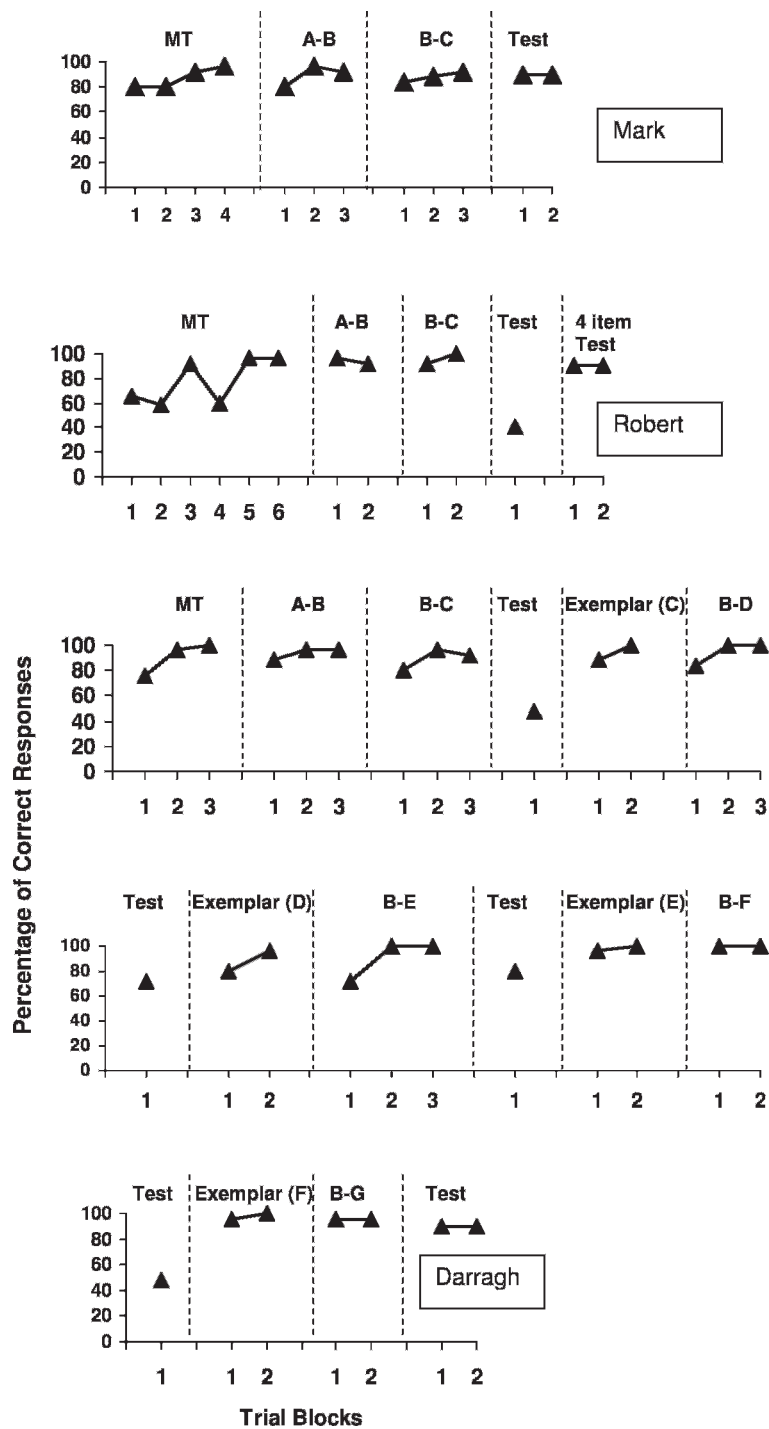 MT A-B B-C Test
100
80
60
40
20
0
1 2 3 4 1 2 3 1 2 3 1 2
Mark
MT A-B B-C Test 4 item
Test
100
80
60
40
20
0
1 2 3 4 5 6 1 2 1 2 1 1 2
Robert
MT A-B B-C Test Exemplar (C) B-D
100
80
60
40
20
0
1 2 3 1 2 3 1 2 3 1 1 2 1 2 3
Percentage of Correct Responses
Test Exemplar (D) B-E Test Exemplar (E) B-F
100
80
60
40
20
0
1 1 2 1 2 3 1 1 2 1 2
Test Exemplar (F) B-G Test
100
80
60
40
20
0
1 1 2 1 2 1 2
Darragh
Trial Blocks